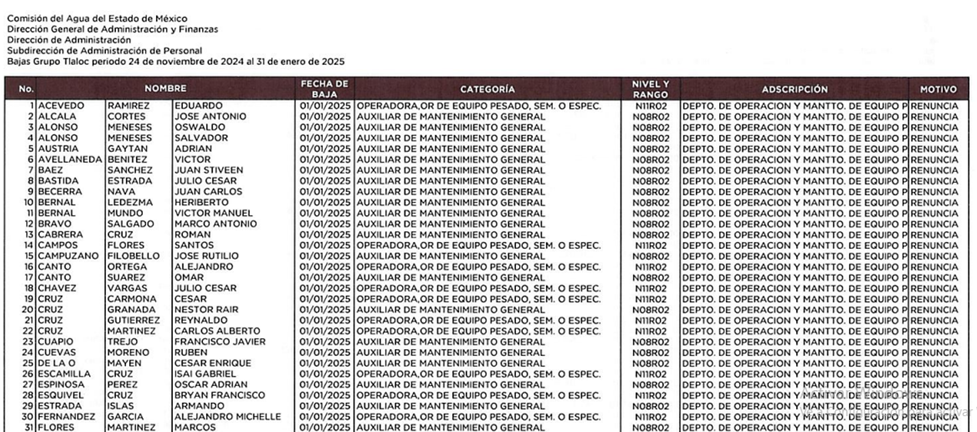 Comisión del Agua del Estado de México
Dirección General de Administración y Finanzas
Dirección de Administración
Subdirección de Administración de Personal
Bajas Grupo Tlaloc periodo 24 de noviembre de 2024 al 31 de enero de 2025
No. NOMBRE FECHA DE BAJA CATEGORÍA NIVEL Y RANGO ADSCRIPCIÓN MOTIVO
1 ACEVEDO RAMIREZ EDUARDO 01/01/2025 OPERADORA,OR DE EQUIPO PESADO, SEM. O ESPEC. N11R02 DEPTO. DE OPERACION Y MANTTO. DE EQUIPO P RENUNCIA
2 ALCALA CORTES JOSE ANTONIO 01/01/2025 AUXILIAR DE MANTENIMIENTO GENERAL N08R02 DEPTO. DE OPERACION Y MANTTO. DE EQUIPO P RENUNCIA
3 ALONSO MENESES OSWALDO 01/01/2025 AUXILIAR DE MANTENIMIENTO GENERAL N08R02 DEPTO. DE OPERACION Y MANTTO. DE EQUIPO P RENUNCIA
4 ALONSO MENESES SALVADOR 01/01/2025 AUXILIAR DE MANTENIMIENTO GENERAL N08R02 DEPTO. DE OPERACION Y MANTTO. DE EQUIPO P RENUNCIA
5 AUSTRIA GAYTAN ADRIAN 01/01/2025 AUXILIAR DE MANTENIMIENTO GENERAL N08R02 DEPTO. DE OPERACION Y MANTTO. DE EQUIPO P RENUNCIA
6 AVELLANEDA BENITEZ VICTOR 01/01/2025 AUXILIAR DE MANTENIMIENTO GENERAL N08R02 DEPTO. DE OPERACION Y MANTTO. DE EQUIPO P RENUNCIA
7 BAEZ SANCHEZ JUAN STIVEEN 01/01/2025 AUXILIAR DE MANTENIMIENTO GENERAL N08R02 DEPTO. DE OPERACION Y MANTTO. DE EQUIPO P RENUNCIA
8 BASTIDA ESTRADA JULIO CESAR 01/01/2025 AUXILIAR DE MANTENIMIENTO GENERAL N08R02 DEPTO. DE OPERACION Y MANTTO. DE EQUIPO P RENUNCIA
9 BECERRA NAVA JUAN CARLOS 01/01/2025 AUXILIAR DE MANTENIMIENTO GENERAL N08R02 DEPTO. DE OPERACION Y MANTTO. DE EQUIPO P RENUNCIA
10 BERNAL LEDEZMA HERIBERTO 01/01/2025 AUXILIAR DE MANTENIMIENTO GENERAL N08R02 DEPTO. DE OPERACION Y MANTTO. DE EQUIPO P RENUNCIA
11 BERNAL MUNDO VICTOR MANUEL 01/01/2025 AUXILIAR DE MANTENIMIENTO GENERAL N08R02 DEPTO. DE OPERACION Y MANTTO. DE EQUIPO P RENUNCIA
12 BRAVO SALGADO MARCO ANTONIO 01/01/2025 AUXILIAR DE MANTENIMIENTO GENERAL N08R02 DEPTO. DE OPERACION Y MANTTO. DE EQUIPO P RENUNCIA
13 CABRERA CRUZ ROMAN 01/01/2025 AUXILIAR DE MANTENIMIENTO GENERAL N08R02 DEPTO. DE OPERACION Y MANTTO. DE EQUIPO P RENUNCIA
14 CAMPOS FLORES SANTOS 01/01/2025 OPERADORA,OR DE EQUIPO PESADO, SEM. O ESPEC. N11R02 DEPTO. DE OPERACION Y MANTTO. DE EQUIPO P RENUNCIA
15 CAMPUZANO FILOBELLO JOSE RUTILIO 01/01/2025 AUXILIAR DE MANTENIMIENTO GENERAL N08R02 DEPTO. DE OPERACION Y MANTTO. DE EQUIPO P RENUNCIA
16 CANTO ORTEGA ALEJANDRO 01/01/2025 OPERADORA,OR DE EQUIPO PESADO, SEM. O ESPEC. N11R02 DEPTO. DE OPERACION Y MANTTO. DE EQUIPO P RENUNCIA
17 CANTO SUAREZ OMAR 01/01/2025 AUXILIAR DE MANTENIMIENTO GENERAL N08R02 DEPTO. DE OPERACION Y MANTTO. DE EQUIPO P RENUNCIA
18 CHAVEZ VARGAS JULIO CESAR 01/01/2025 OPERADORA,OR DE EQUIPO PESADO, SEM. O ESPEC. N11R02 DEPTO. DE OPERACION Y MANTTO. DE EQUIPO P RENUNCIA
19 CRUZ CARMONA CESAR 01/01/2025 OPERADORA,OR DE EQUIPO PESADO, SEM. O ESPEC. N11R02 DEPTO. DE OPERACION Y MANTTO. DE EQUIPO P RENUNCIA
20 CRUZ GRANADA NESTOR RAIR 01/01/2025 AUXILIAR DE MANTENIMIENTO GENERAL N08R02 DEPTO. DE OPERACION Y MANTTO. DE EQUIPO P RENUNCIA
21 CRUZ GUTIERREZ REYNALDO 01/01/2025 OPERADORA,OR DE EQUIPO PESADO, SEM. O ESPEC. N11R02 DEPTO. DE OPERACION Y MANTTO. DE EQUIPO P RENUNCIA
22 CRUZ MARTINEZ CARLOS ALBERTO 01/01/2025 OPERADORA,OR DE EQUIPO PESADO, SEM. O ESPEC. N11R02 DEPTO. DE OPERACION Y MANTTO. DE EQUIPO P RENUNCIA
23 CUAPIO TREJO FRANCISCO JAVIER 01/01/2025 AUXILIAR DE MANTENIMIENTO GENERAL N08R02 DEPTO. DE OPERACION Y MANTTO. DE EQUIPO P RENUNCIA
24 CUEVAS MORENO RUBEN 01/01/2025 AUXILIAR DE MANTENIMIENTO GENERAL N08R02 DEPTO. DE OPERACION Y MANTTO. DE EQUIPO P RENUNCIA
25 DE LA O MAYEN CESAR ENRIQUE 01/01/2025 AUXILIAR DE MANTENIMIENTO GENERAL N08R02 DEPTO. DE OPERACION Y MANTTO. DE EQUIPO P RENUNCIA
26 ESCAMILLA CRUZ ISAI GABRIEL 01/01/2025 OPERADORA,OR DE EQUIPO PESADO, SEM. O ESPEC. N11R02 DEPTO. DE OPERACION Y MANTTO. DE EQUIPO P RENUNCIA
27 ESPINOSA PEREZ OSCAR ADRIAN 01/01/2025 AUXILIAR DE MANTENIMIENTO GENERAL N08R02 DEPTO. DE OPERACION Y MANTTO. DE EQUIPO P RENUNCIA
28 ESQUIVEL CRUZ BRYAN FRANCISCO 01/01/2025 OPERADORA,OR DE EQUIPO PESADO, SEM. O ESPEC. N11R02 DEPTO. DE OPERACION Y MANTTO. DE EQUIPO P RENUNCIA
29 ESTRADA ISLAS ARMANDO 01/01/2025 AUXILIAR DE MANTENIMIENTO GENERAL N08R02 DEPTO. DE OPERACION Y MANTTO. DE EQUIPO P RENUNCIA
30 FERNANDEZ GARCIA ALEJANDRO MICHELLE 01/01/2025 OPERADORA,OR DE EQUIPO PESADO, SEM. O ESPEC. N11R02 DEPTO. DE OPERACION Y MANTTO. DE EQUIPO P RENUNCIA
31 FLORES MARTINEZ MARCOS 01/01/2025 AUXILIAR DE MANTENIMIENTO GENERAL N08R02 DEPTO. DE OPERACION Y MANTTO. DE EQUIPO P RENUNCIA